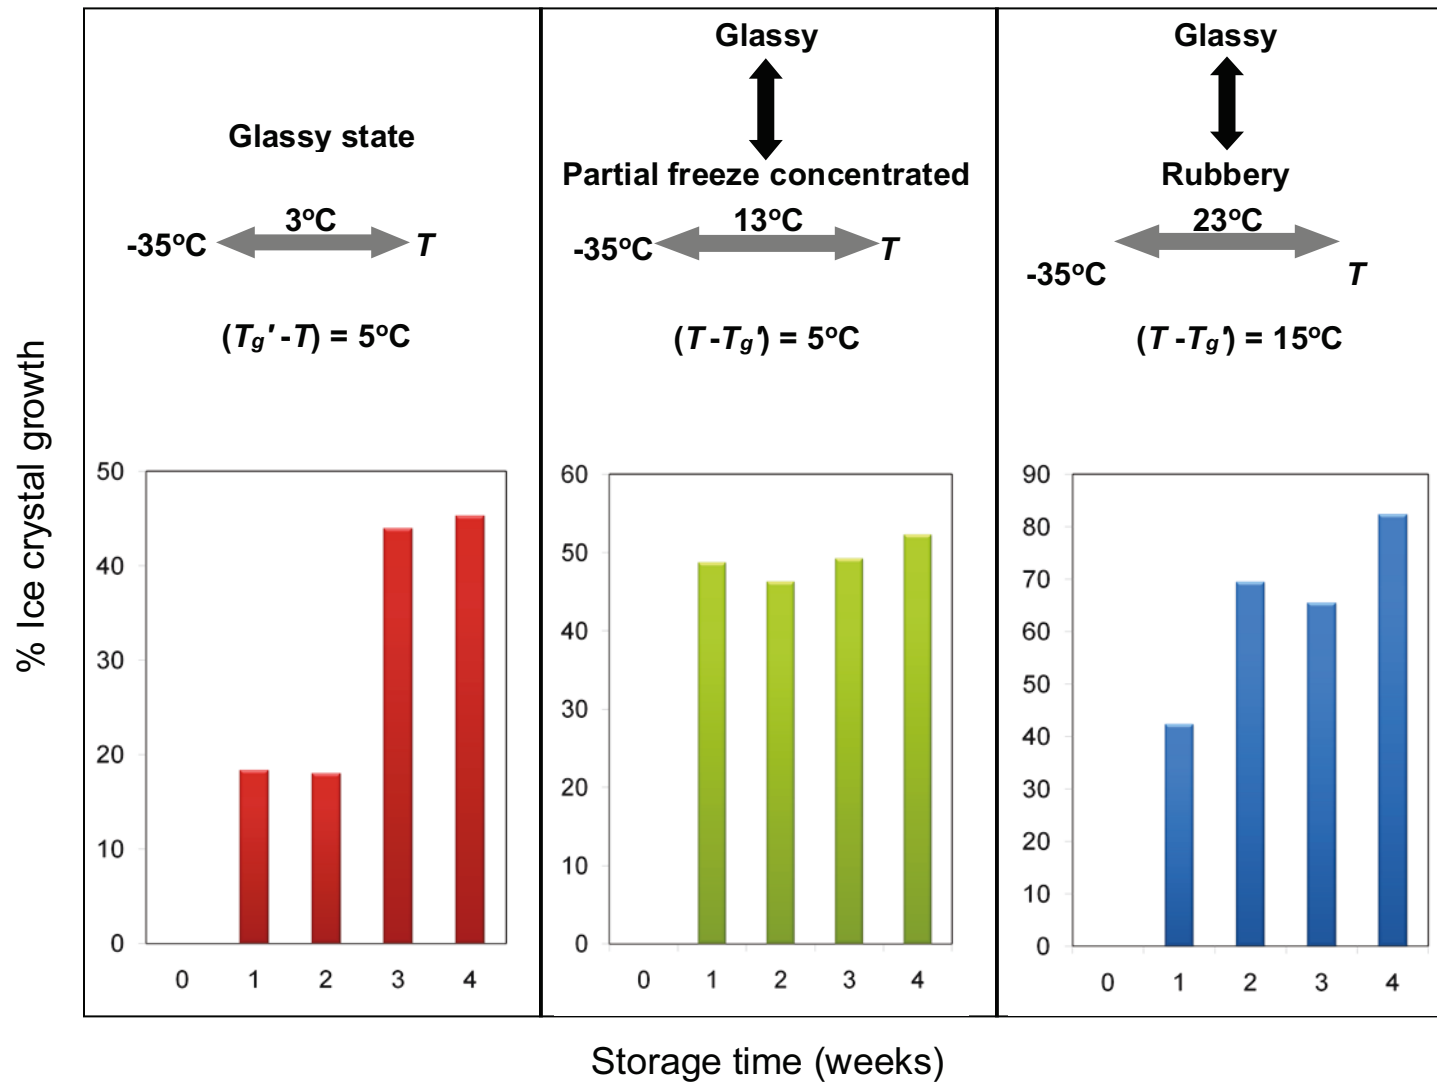 Glassy state
-35°C 3°C T
(Tg' -T) = 5°C
50
40
30
20
10
0
0 1 2 3 4
Glassy
Partial freeze concentrated
-35°C 13°C T
(T -Tg') = 5°C
60
50
40
30
20
10
0
0 1 2 3 4
Glassy
Rubbery
23°C
-35°C T
(T -Tg') = 15°C
90
80
70
60
50
40
30
20
10
0
0 1 2 3 4
% Ice crystal growth
Storage time (weeks)